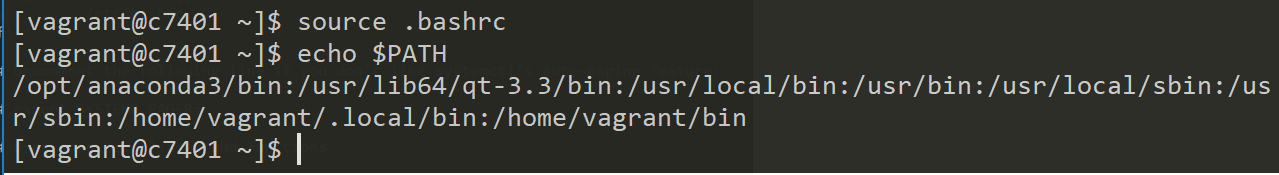 [vagrant@c7401 ~]$ source .bashrc
[vagrant@c7401 ~]$ echo $PATH
/opt/anaconda3/bin:/usr/lib64/qt-3.3/bin:/usr/local/bin:/usr/bin:/usr/local/sbin:/us
r/sbin:/home/vagrant/.local/bin:/home/vagrant/bin
[vagrant@c7401 ~]$